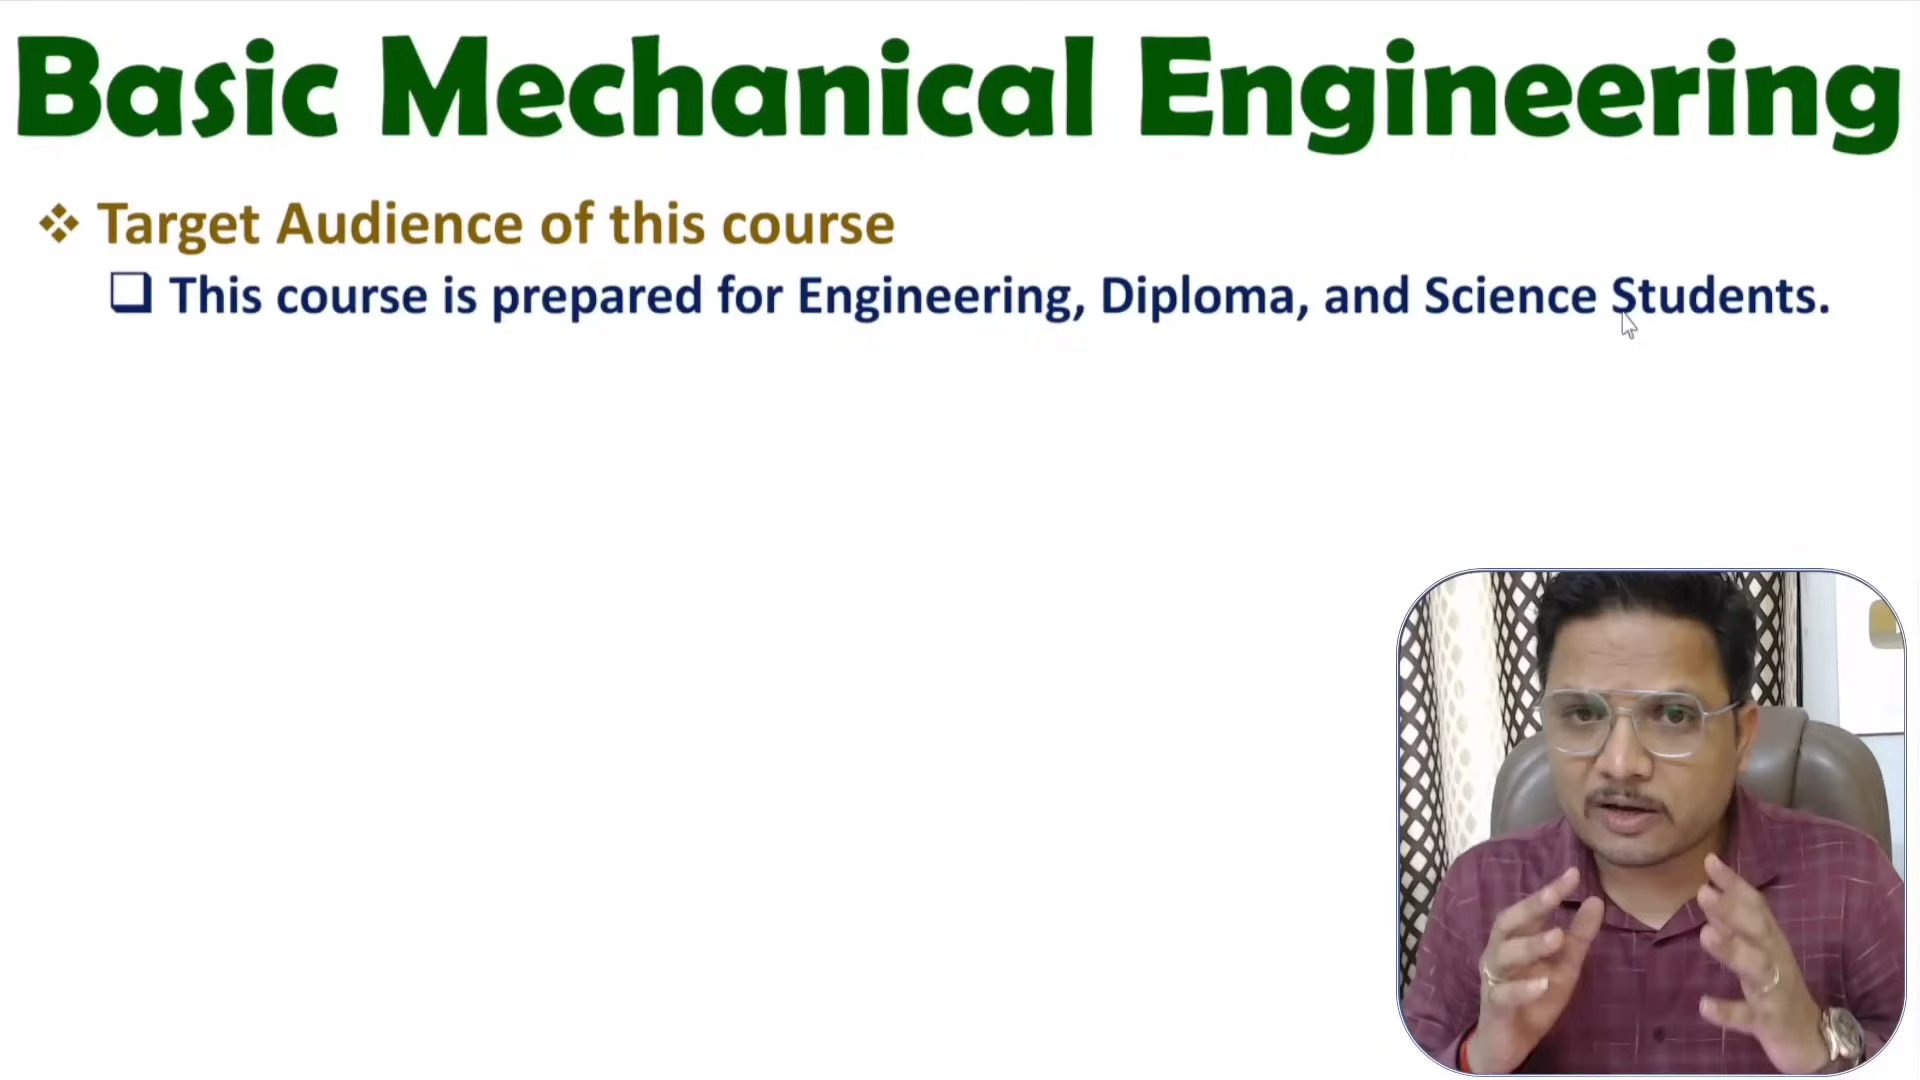 Basic Mechanical Engineering
Target Audience of this course
This course is prepared for Engineering, Diploma, and Science Students.